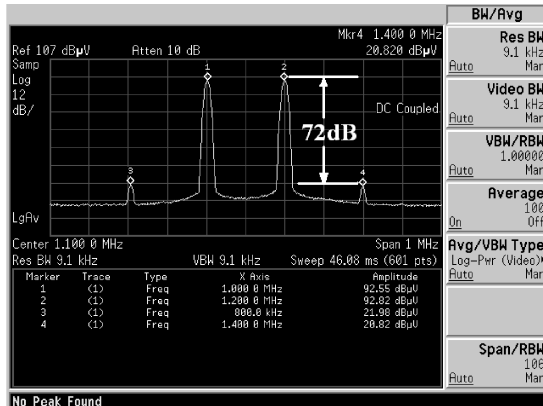 BW/Avg
Mkr4 1.400 0 MHz
Ref 107 dBµV Atten 10 dB 20.820 dBµV
Samp
Log
12
dB/
1 2
DC Coupled
72dB
3 4
LgAv
Center 1.100 0 MHz Span 1 MHz
Res BW 9.1 kHz VBW 9.1 kHz Sweep 46.08 ms (601 pts)
Marker Trace Type X Axis Amplitude
1 (1) Freq 1.000 0 MHz 92.55 dBµV
2 (1) Freq 1.200 0 MHz 92.82 dBµV
3 (1) Freq 800.0 kHz 21.98 dBµV
4 (1) Freq 1.400 0 MHz 20.82 dBµV
No Peak Found
Res BW
9.1 kHz
Auto Man
Video BW
9.1 kHz
Auto Man
VBW/RBW
1.00000
Auto Man
Average
100
On Off
Avg/VBW Type
Log-Pwr (Video)
Auto Man
Span/RBW
106
Auto Man